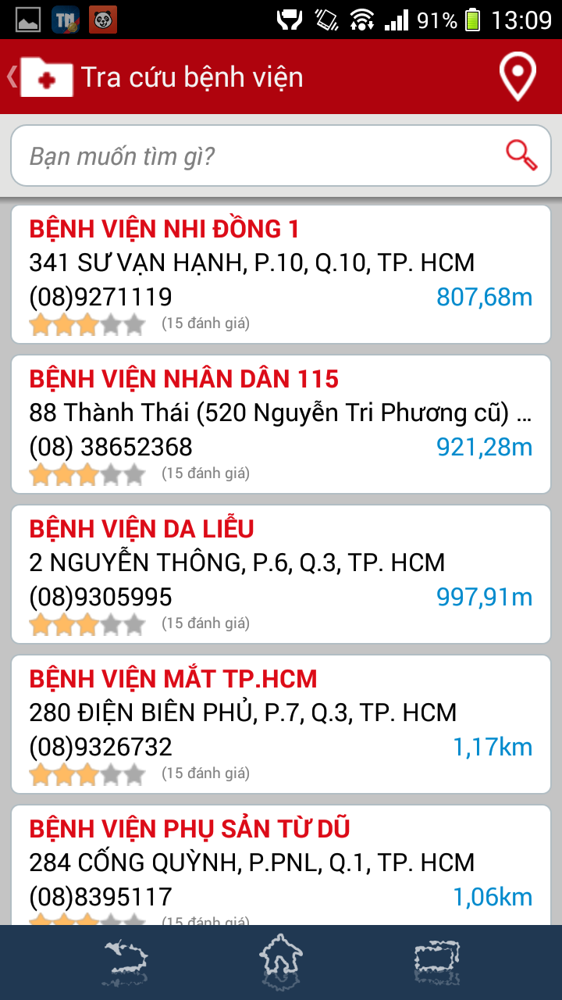 TM
91% 13:09
Tra cứu bệnh viện
Bạn muốn tìm gì?
BỆNH VIỆN NHI ĐỒNG 1
341 SƯ VẠN HẠNH, P.10, Q.10, TP. HCM
(08)9271119 807,68m
(15 đánh giá)
BỆNH VIỆN NHÂN DÂN 115
88 Thành Thái (520 Nguyễn Tri Phương cũ) ...
(08) 38652368 921,28m
(15 đánh giá)
BỆNH VIỆN DA LIỄU
2 NGUYỄN THÔNG, P.6, Q.3, TP. HCM
(08)9305995 997,91m
(15 đánh giá)
BỆNH VIỆN MẮT TP.HCM
280 ĐIỆN BIÊN PHỦ, P.7, Q.3, TP. HCM
(08)9326732 1,17km
(15 đánh giá)
BỆNH VIỆN PHỤ SẢN TỪ DŨ
284 CỐNG QUỲNH, P.PNL, Q.1, TP. HCM
(08)8395117 1,06km
(15 đánh giá)